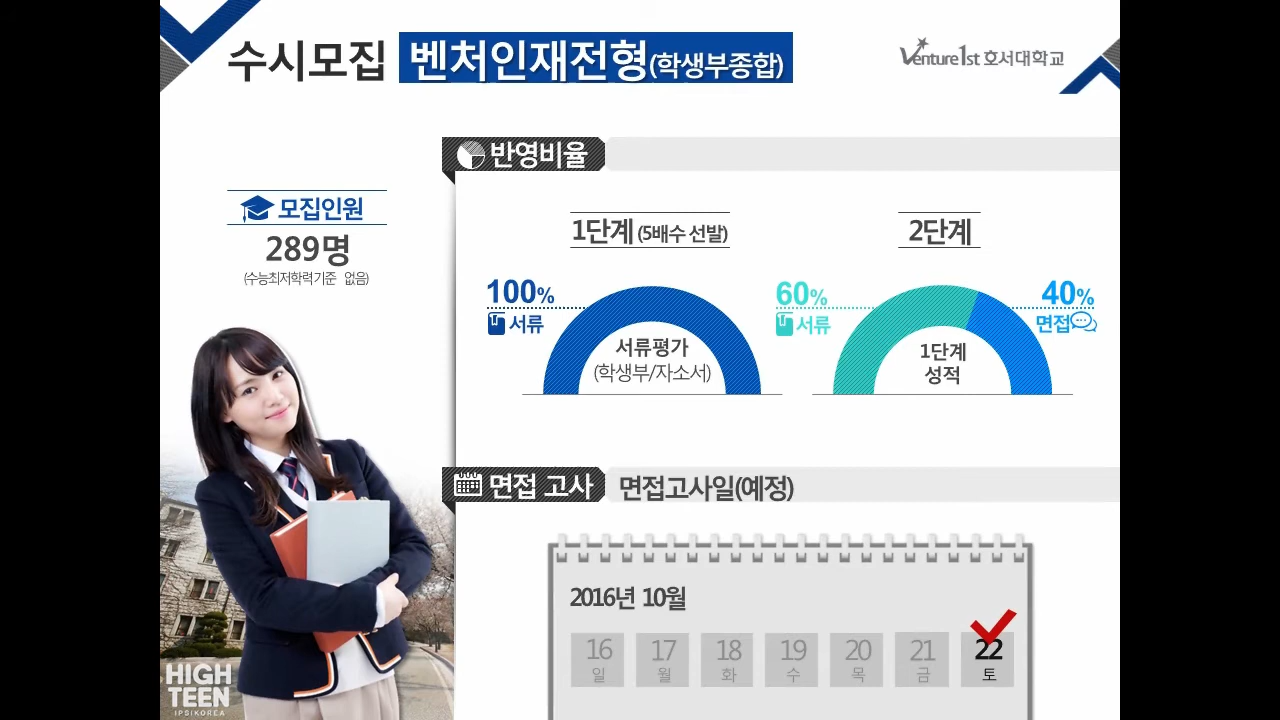 수시모집 벤처인재전형(학생부종합)
Venture1st 호서대학교
모집인원
289명
(수능최저학력기준 없음)
반영비율
1단계 (5배수 선발)
100%
서류
서류평가
(학생부/자소서)
2단계
60%
서류
40%
면접
1단계
성적
면접 고사 면접고사일(예정)
2016년 10월
16 17 18 19 20 21 22
일 월 화 수 목 금 토
HIGH
TEEN
IPSIKOREA